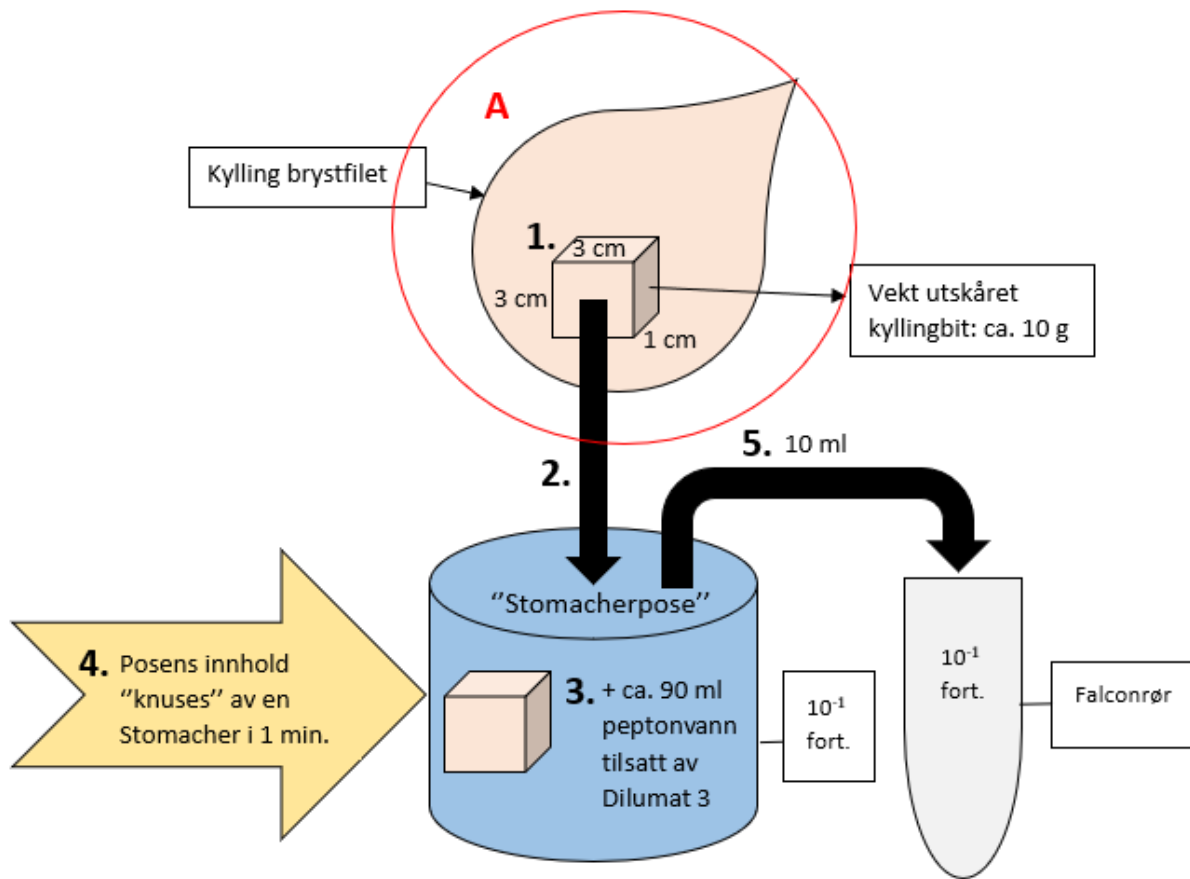 A
Kylling brystfilet
1.
3 cm
3 cm
1 cm
Vekt utskåret
kyllingbit: ca. 10 g
2.
5. 10 ml
‘’Stomacherpose’’
4. Posens innhold
‘’knuses’’ av en
Stomacher i 1 min.
3. + ca. 90 ml
peptonvann
tilsatt av
Dilumat 3
10⁻¹
fort.
10⁻¹
fort.
Falconrør